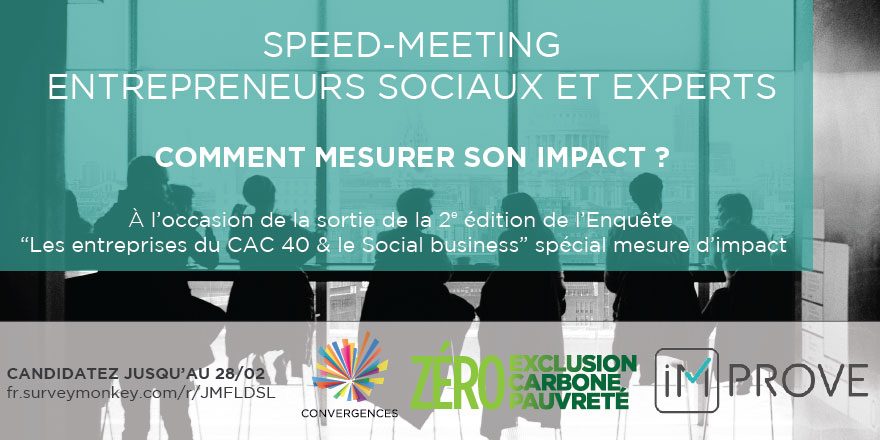 SPEED-MEETING
ENTREPRENEURS SOCIAUX ET EXPERTS
COMMENT MESURER SON IMPACT ?
À l’occasion de la sortie de la 2e édition de l’Enquête
“Les entreprises du CAC 40 & le Social business” spécial mesure d’impact
CANDIDATEZ JUSQU’AU 28/02
fr.surveymonkey.com/r/JMFLDSL
CONVERGENCES
ZÉRO EXCLUSION
CARBONE
PAUVRETÉ
iMPROVE